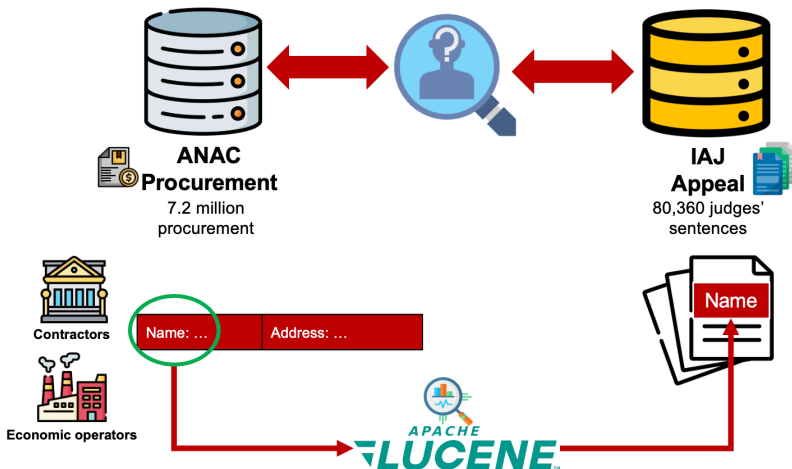 ANAC
Procurement
7.2 million
procurement
IAJ
Appeal
80,360 judges’
sentences
Contractors
Name: ...
Address: ...
Name
Economic operators
APACHE
LUCENE™